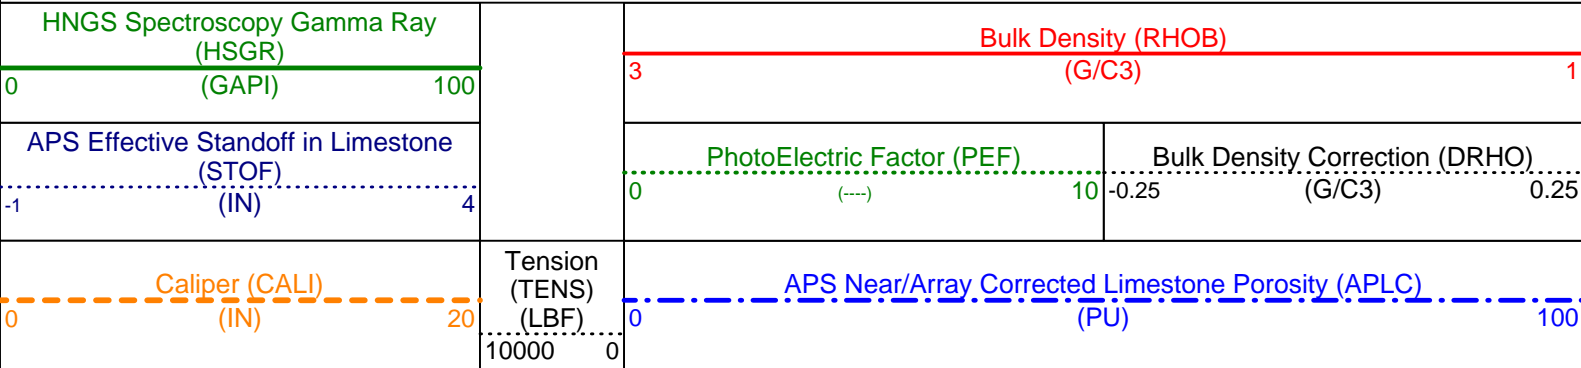 HNGS Spectroscopy Gamma Ray
(HSGR)
0 (GAPI) 100
Bulk Density (RHOB)
3 (G/C3) 1
APS Effective Standoff in Limestone
(STOF)
-1 (IN) 4
PhotoElectric Factor (PEF)
0 (----) 10
Bulk Density Correction (DRHO)
-0.25 (G/C3) 0.25
Caliper (CALI)
0 (IN) 20
Tension
(TENS)
(LBF)
10000 0
APS Near/Array Corrected Limestone Porosity (APLC)
0 (PU) 100